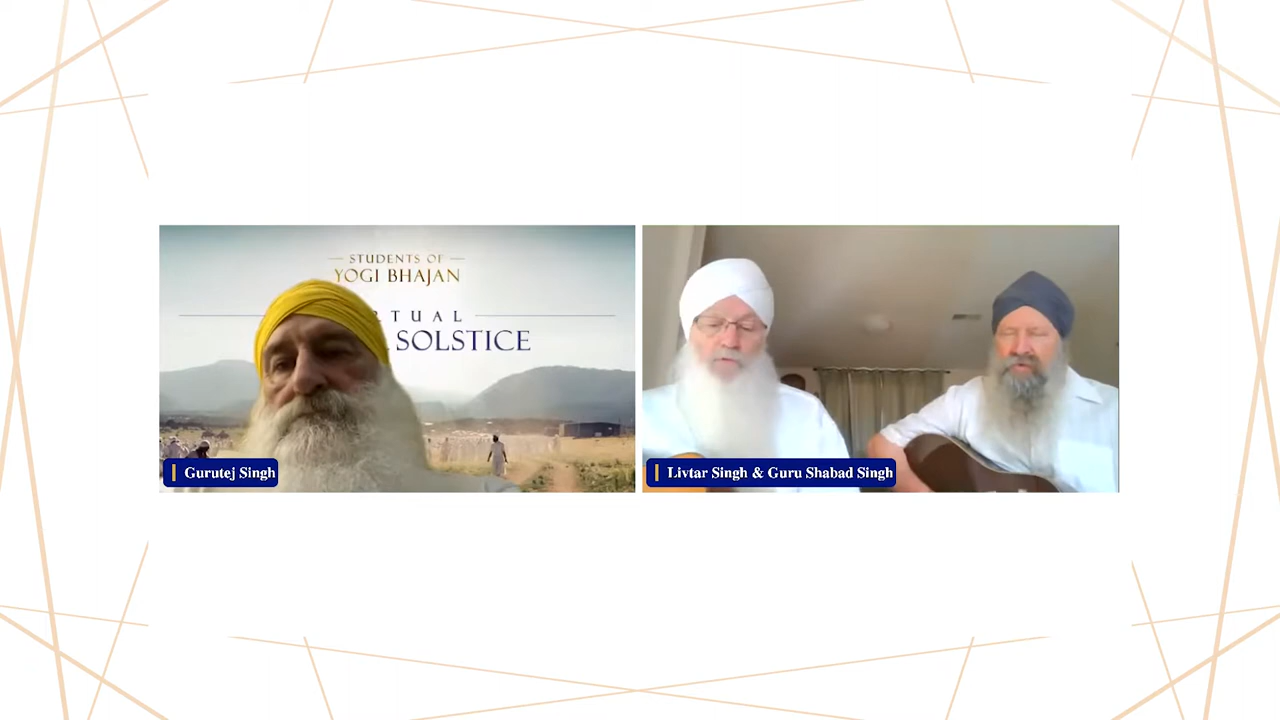 STUDENTS OF
YOGI BHAJAN
SOLSTICE
Gurutej Singh
Livtar Singh & Guru Shabad Singh